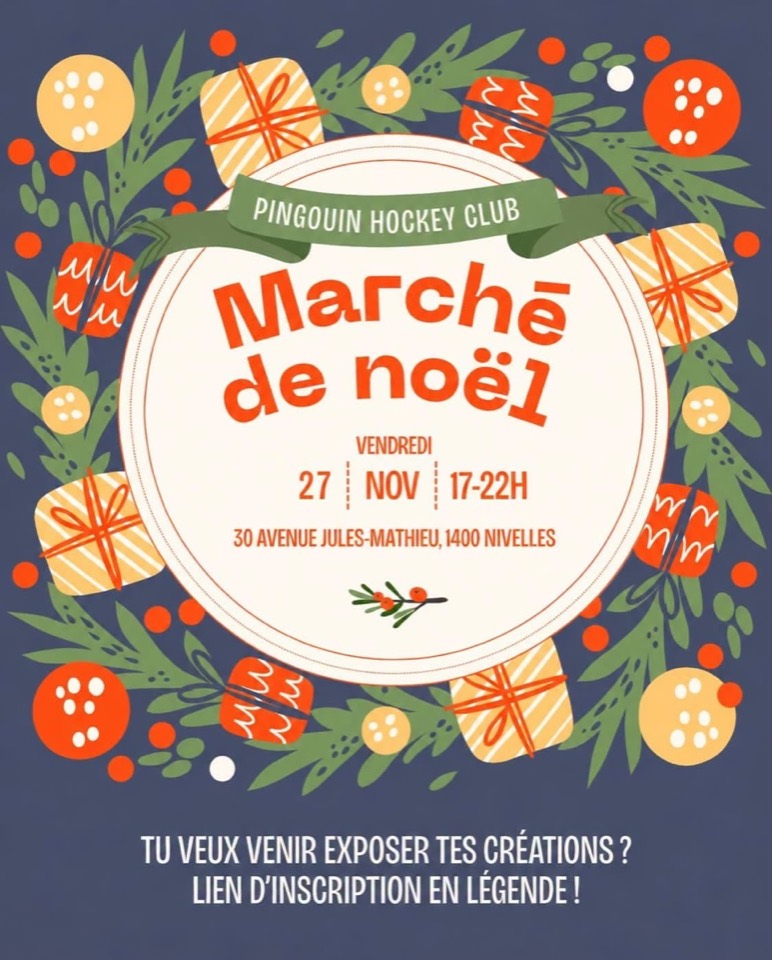 PINGOUIN HOCKEY CLUB
Marchē
de noël
VENDREDI
27 NOV 17-22H
30 AVENUE JULES-MATHIEU, 1400 NIVELLES
TU VEUX VENIR EXPOSER TES CRÉATIONS ?
LIEN D'INSCRIPTION EN LÉGENDE !